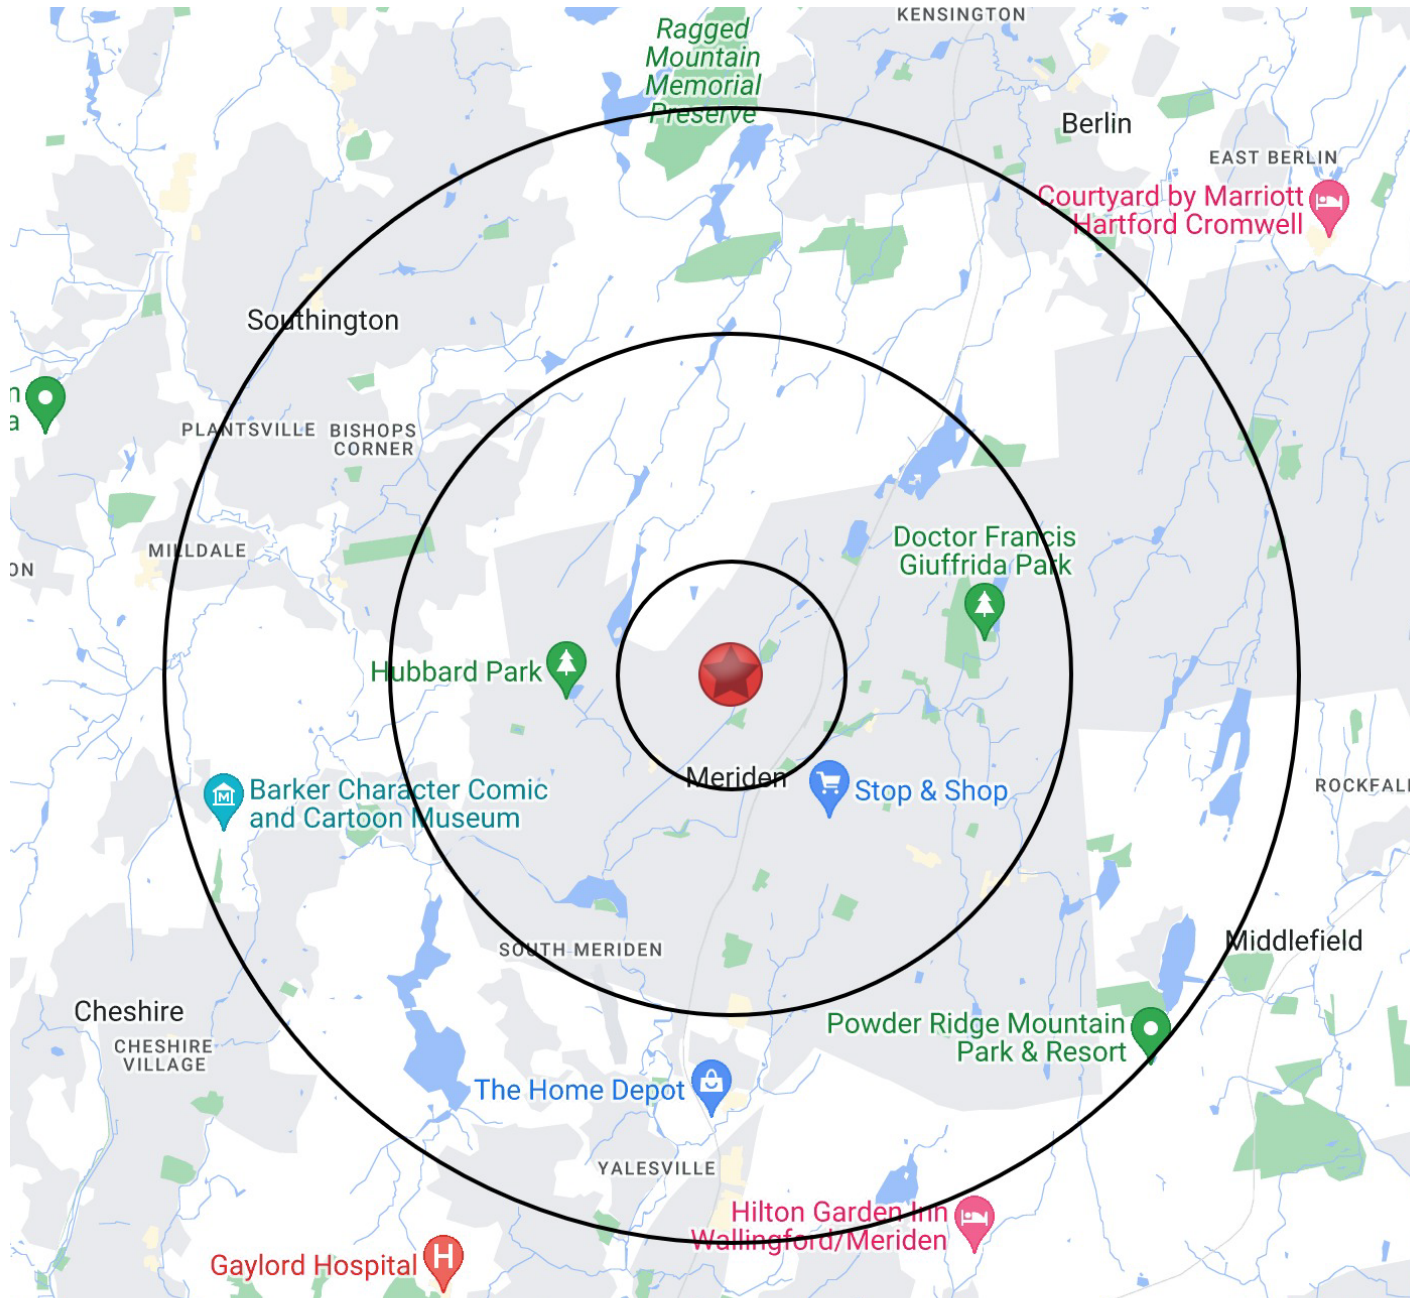 KENSINGTON
Ragged
Mountain
Memorial
Preserve
Berlin
EAST BERLIN
Courtyard by Marriott
Hartford Cromwell
Southington
n
a
PLANTSVILLE
BISHOPS
CORNER
MILLDALE
ON
Doctor Francis
Giuffrida Park
Hubbard Park
Meriden
Stop & Shop
Barker Character Comic
and Cartoon Museum
ROCKFALL
SOUTH MERIDEN
Middlefield
Cheshire
CHESHIRE
VILLAGE
Powder Ridge Mountain
Park & Resort
The Home Depot
YALESVILLE
Hilton Garden Inn
Wallingford/Meriden
Gaylord Hospital
H